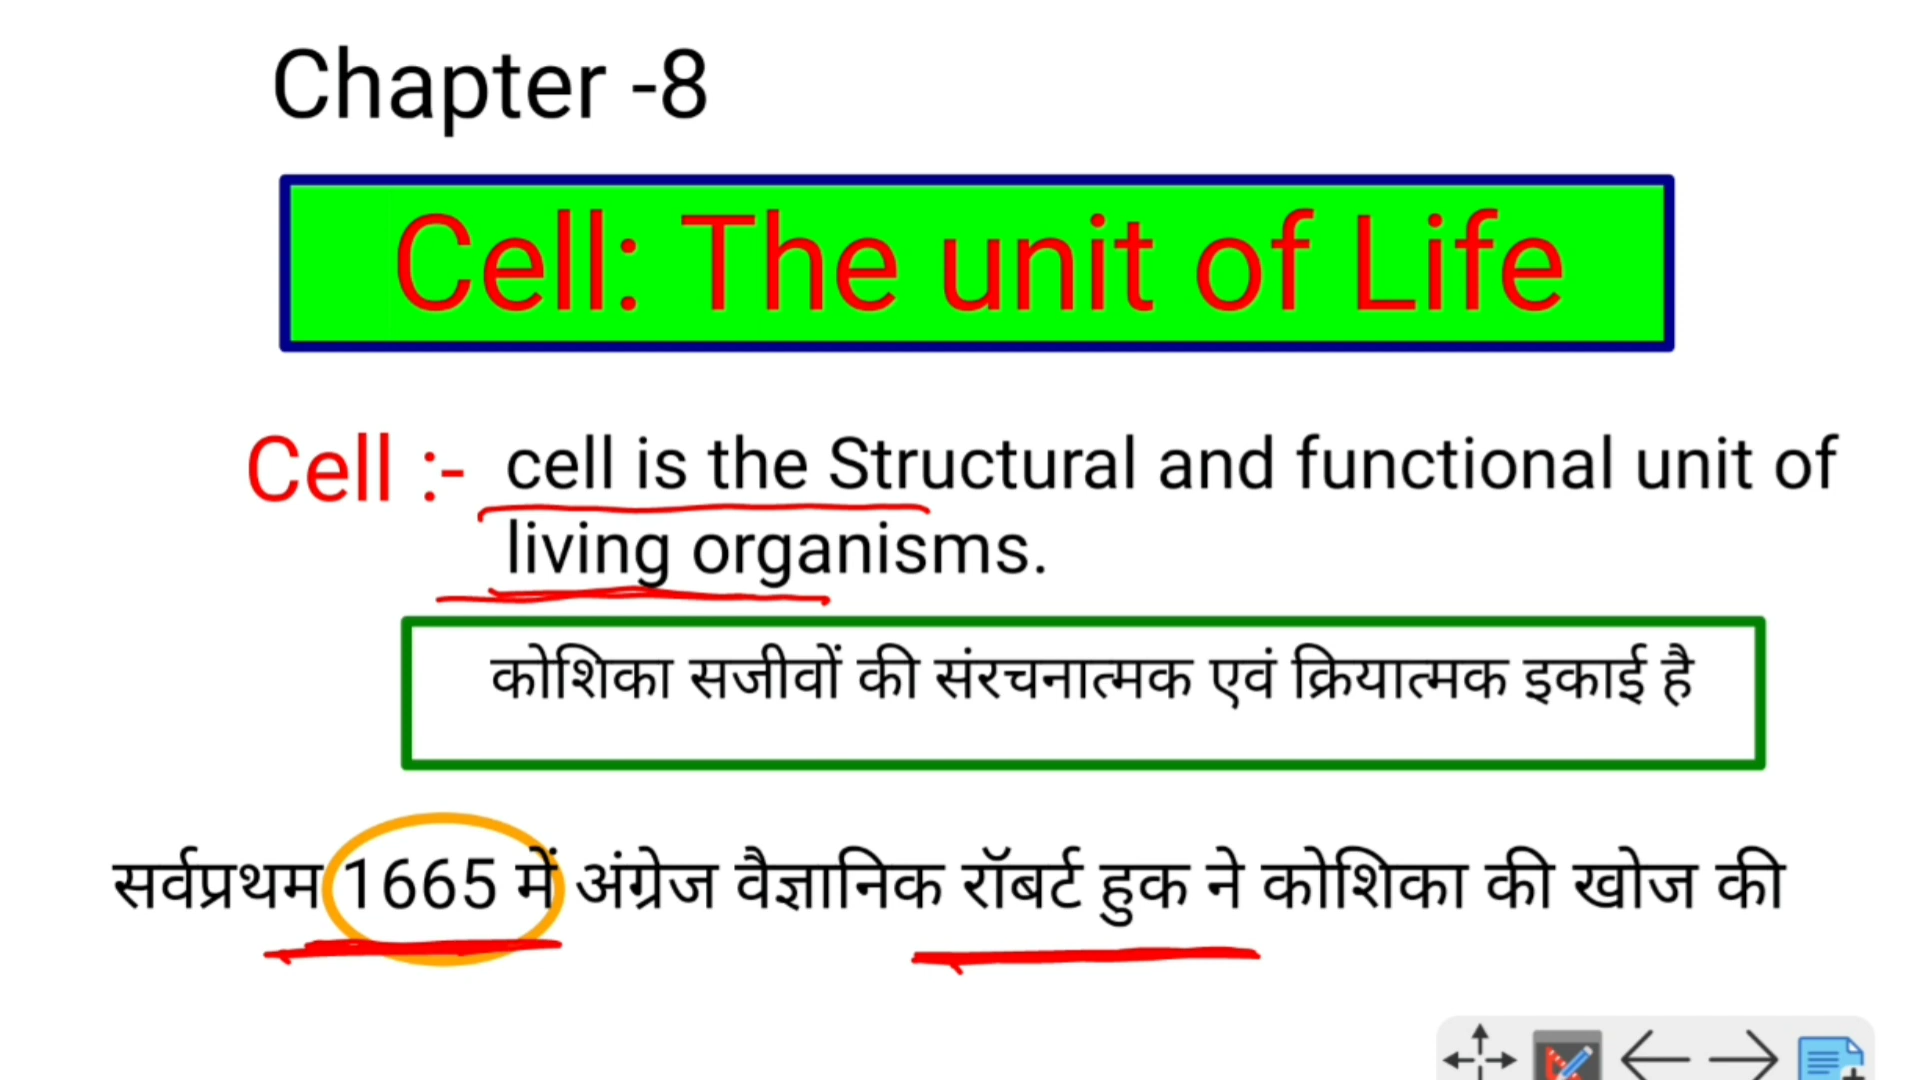 Chapter -8
Cell: The unit of Life
Cell :- cell is the Structural and functional unit of
living organisms.
कोशिका सजीवों की संरचनात्मक एवं क्रियात्मक इकाई है
सर्वप्रथम 1665 में अंग्रेज वैज्ञानिक रॉबर्ट हुक ने कोशिका की खोज की